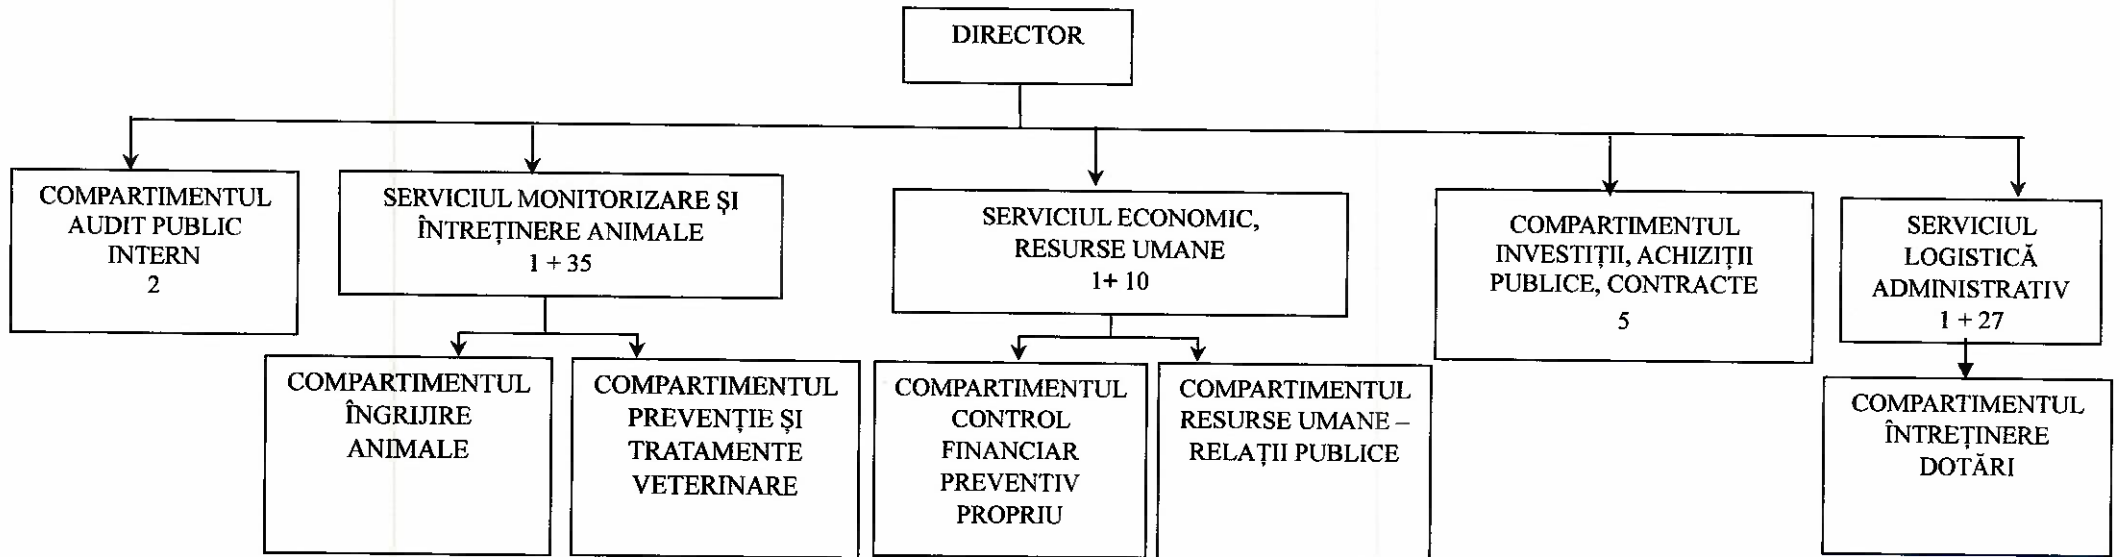 DIRECTOR
COMPARTIMENTUL
AUDIT PUBLIC
INTERN
2
SERVICIUL MONITORIZARE ȘI
ÎNTREȚINERE ANIMALE
1 + 35
SERVICIUL ECONOMIC,
RESURSE UMANE
1+ 10
COMPARTIMENTUL
INVESTIȚII, ACHIZIȚII
PUBLICE, CONTRACTE
5
SERVICIUL
LOGISTICĂ
ADMINISTRATIV
1 + 27
COMPARTIMENTUL
ÎNGRIJIRE
ANIMALE
COMPARTIMENTUL
PREVENȚIE ȘI
TRATAMENTE
VETERINARE
COMPARTIMENTUL
CONTROL
FINANCIAR
PREVENTIV
PROPRIU
COMPARTIMENTUL
RESURSE UMANE –
RELAȚII PUBLICE
COMPARTIMENTUL
ÎNTREȚINERE
DOTĂRI